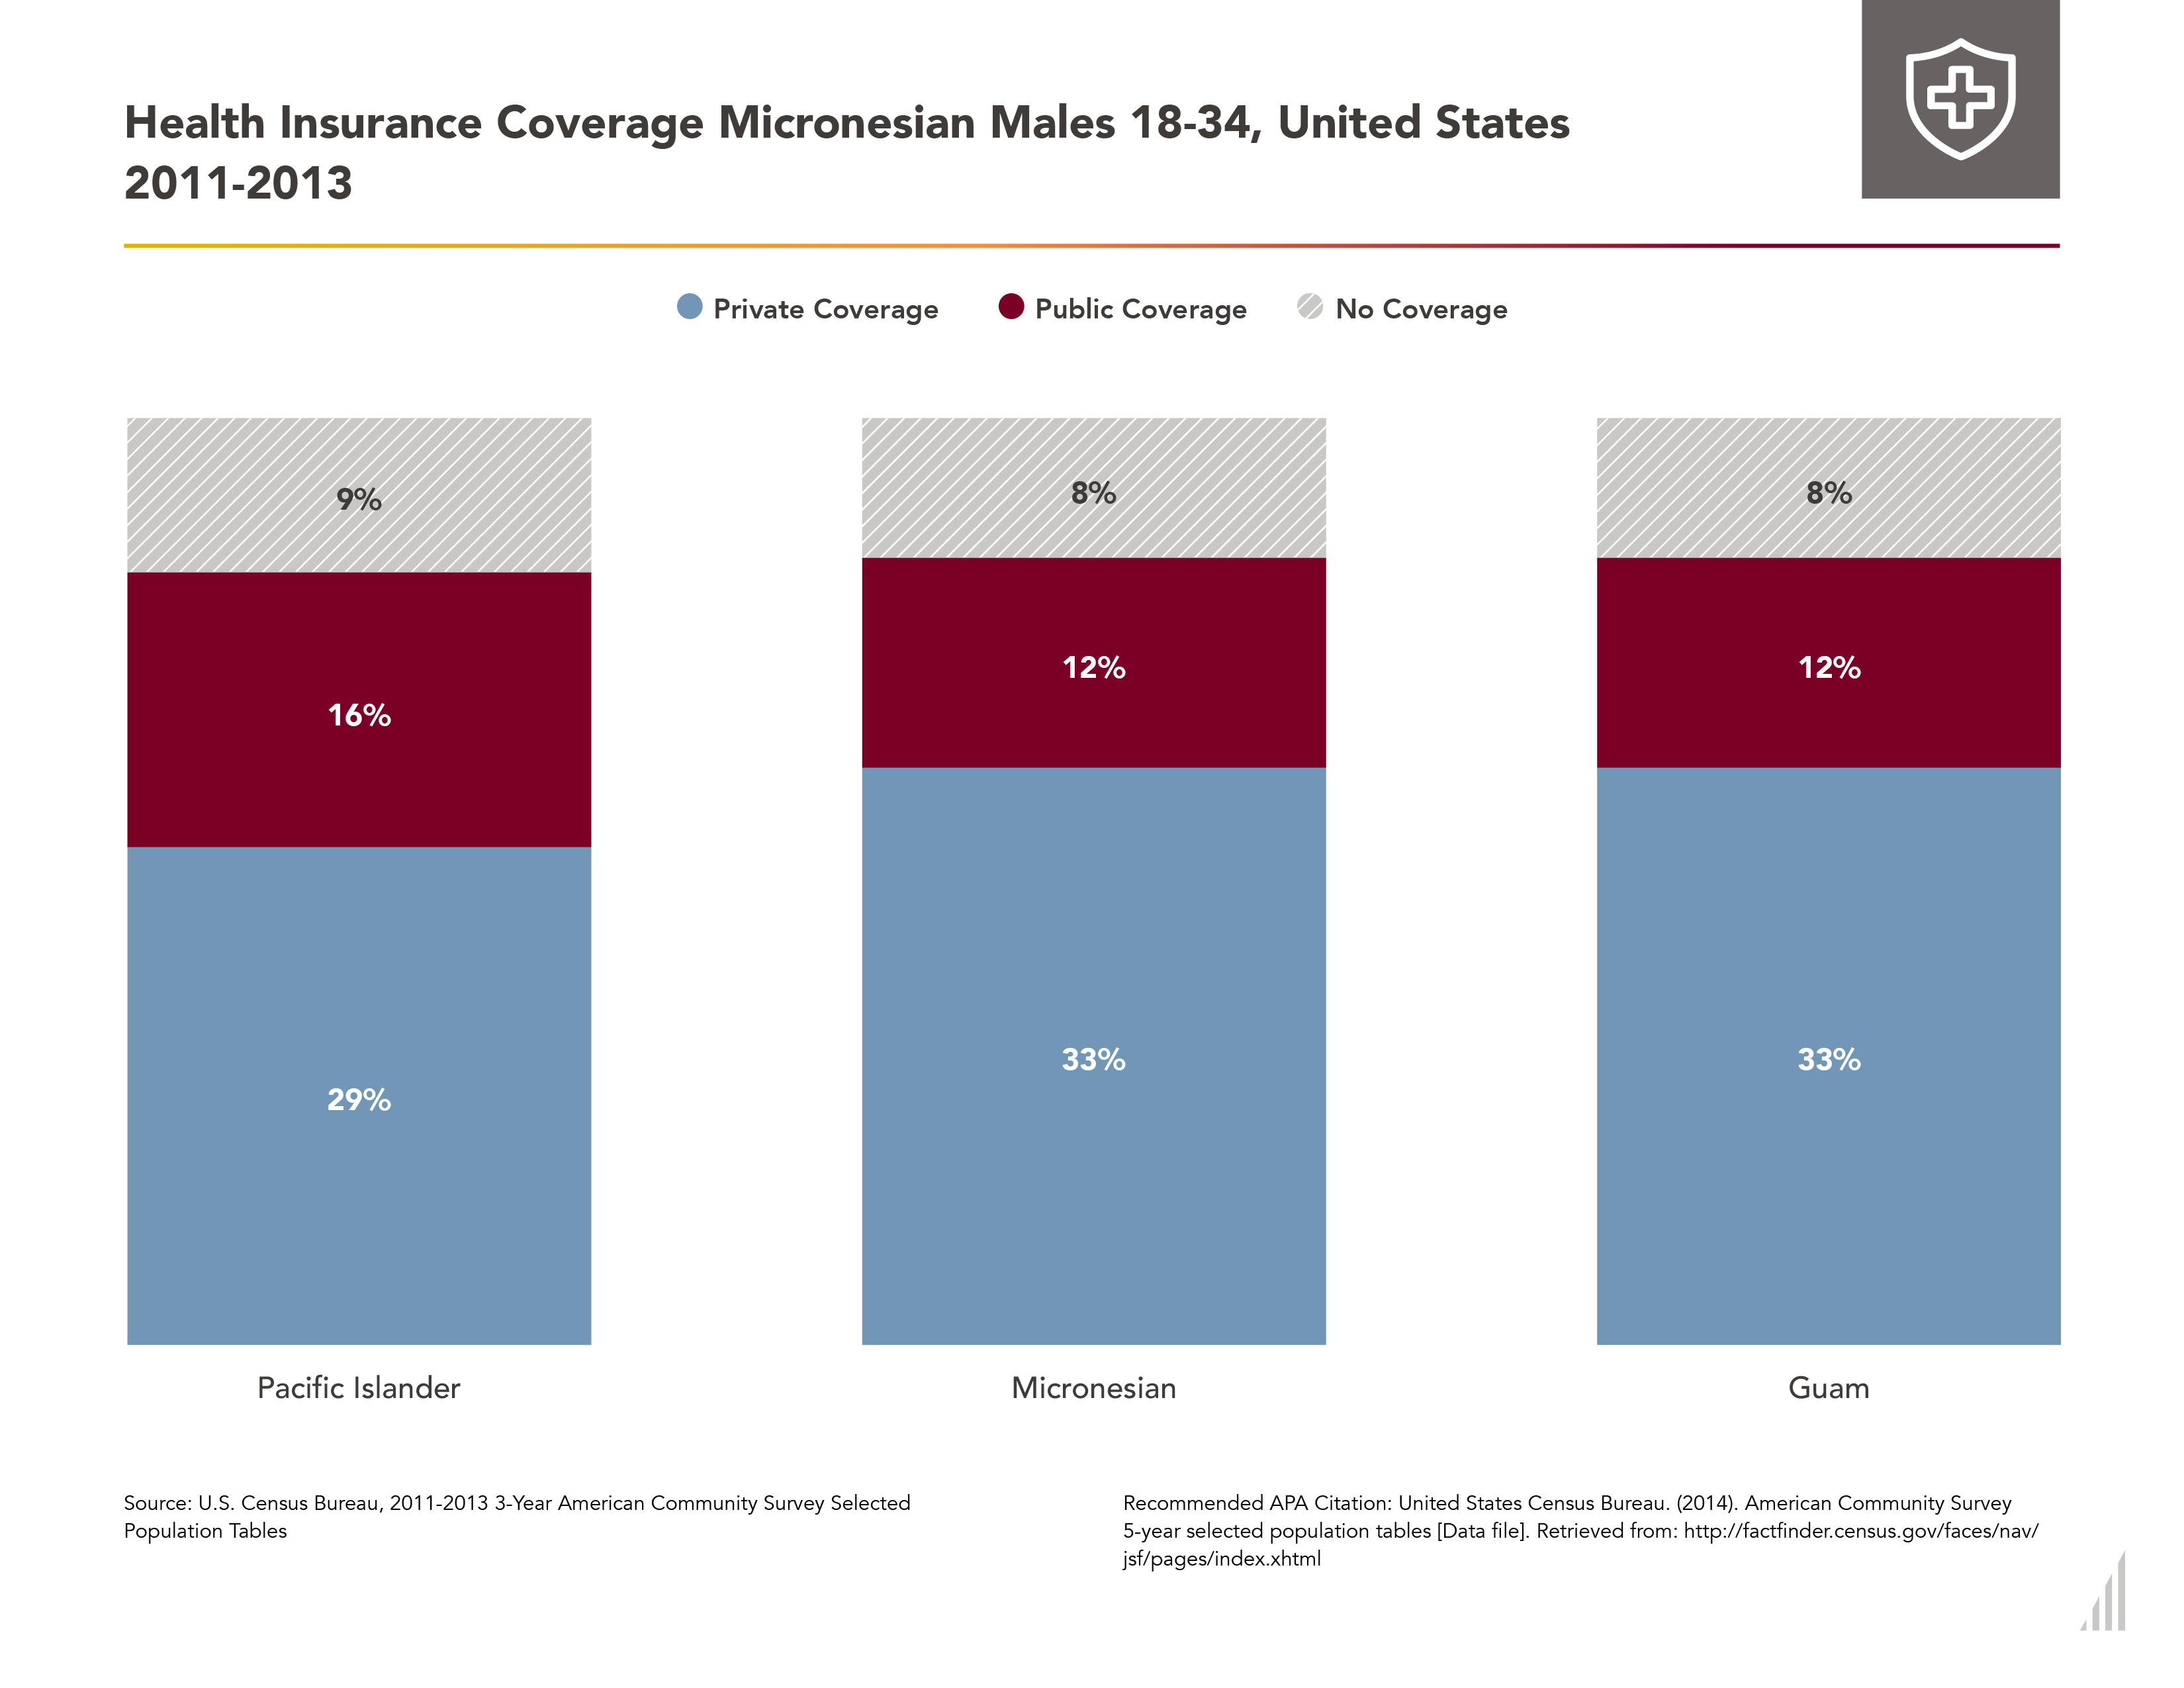 Health Insurance Coverage Micronesian Males 18-34, United States
2011-2013
Private Coverage
Public Coverage
No Coverage
9%
8%
8%
16%
12%
12%
29%
33%
33%
Pacific Islander
Micronesian
Guam
Source: U.S. Census Bureau, 2011-2013 3-Year American Community Survey Selected
Population Tables
Recommended APA Citation: United States Census Bureau. (2014). American Community Survey
5-year selected population tables [Data file]. Retrieved from: http://factfinder.census.gov/faces/nav/
jsf/pages/index.xhtml